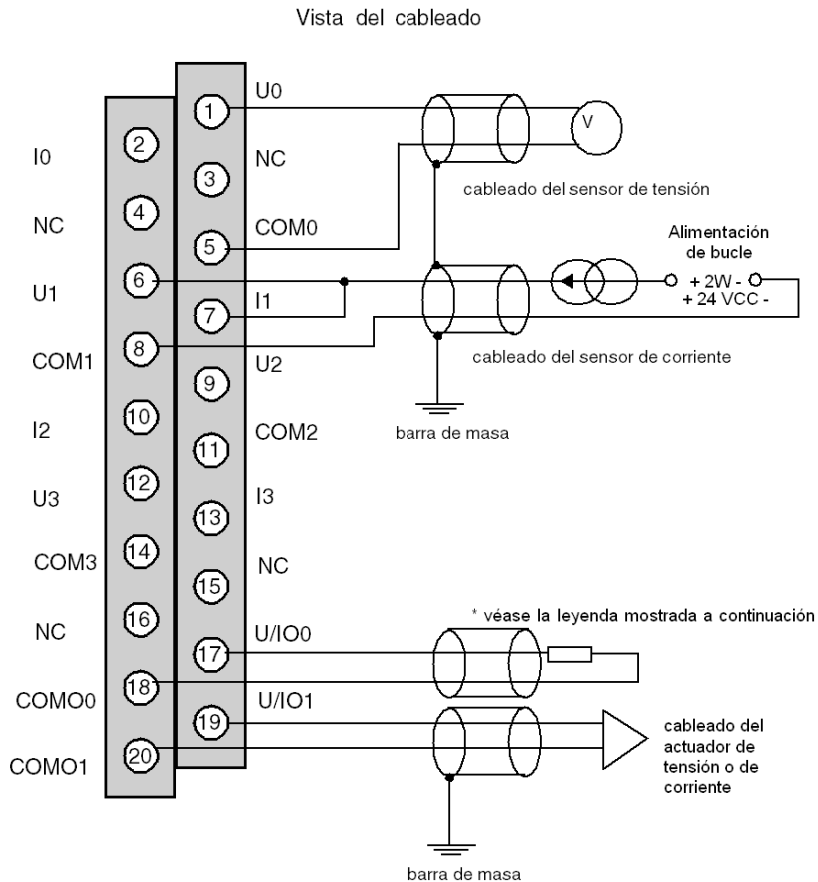 Vista del cableado
U0
1
V
2
I0
NC
3
cableado del sensor de tensión
4
NC
COM0
5
Alimentación
de bucle
6
+ 2W -
+ 24 VCC -
U1
I1
7
8
COM1
cableado del sensor de corriente
U2
9
10
I2
COM2
barra de masa
11
12
U3
I3
13
14
COM3
NC
15
* véase la leyenda mostrada a continuación
16
NC
U/IO0
17
18
COMO0
U/IO1
19
cableado del
actuador de
tensión o de
corriente
20
COMO1
barra de masa